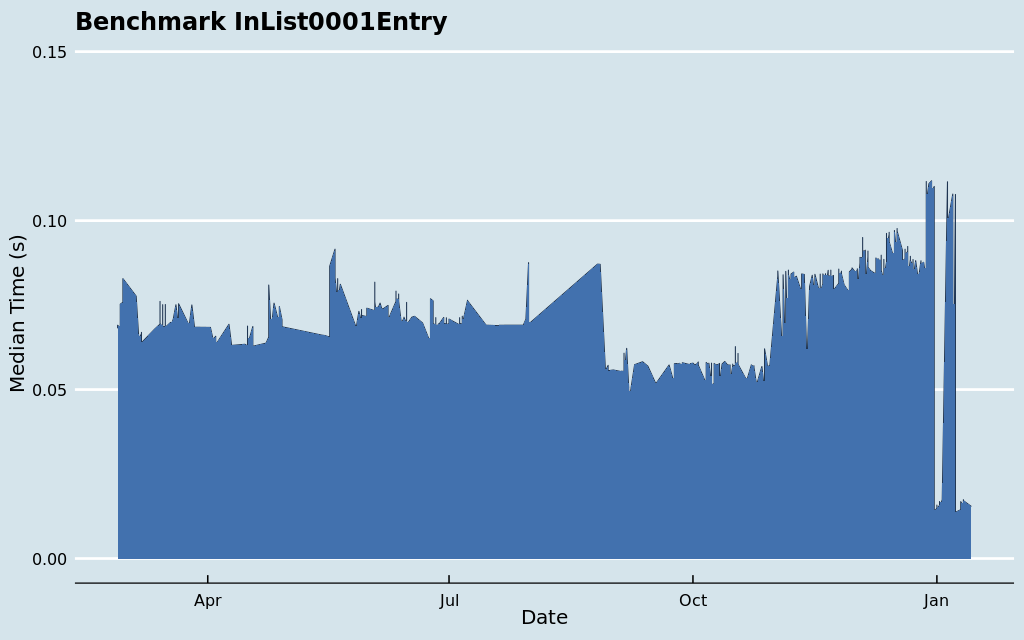 Benchmark InList0001Entry
Median Time (s)
0.15
0.10
0.05
0.00
Apr
Jul
Oct
Jan
Date